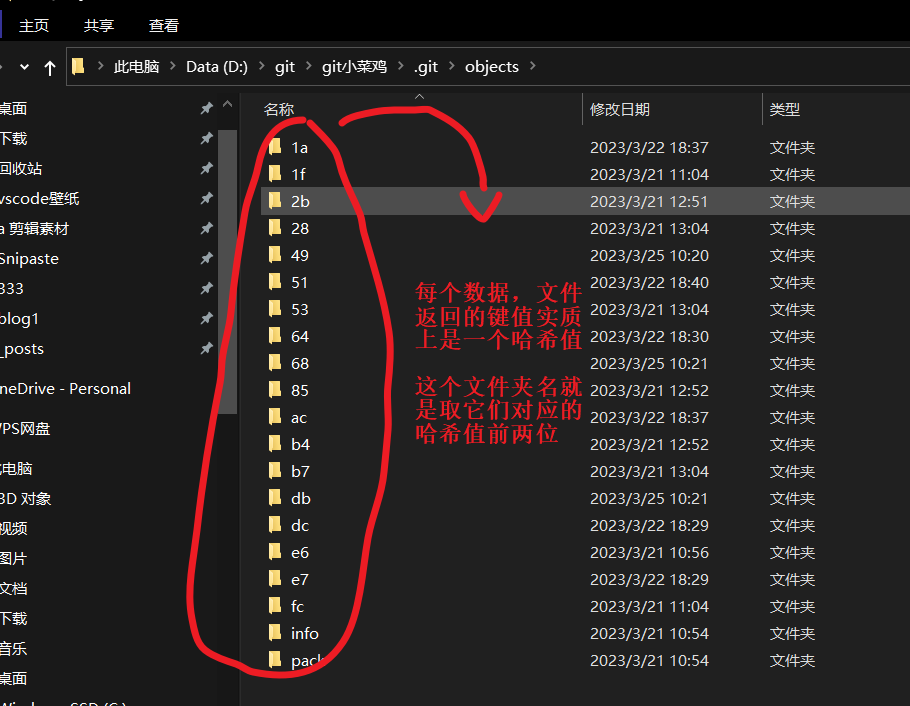 主页 共享 查看
此电脑 Data (D:) git git小菜鸡 .git objects
名称 修改日期 类型
桌面
下载
回收站
vscode壁纸
a 剪辑素材
Snipaste
333
blog1
_posts
neDrive - Personal
PS网盘
电脑
3D 对象
视频
图片
文档
下载
音乐
桌面
1a 2023/3/22 18:37 文件夹
1f 2023/3/21 11:04 文件夹
2b 2023/3/21 12:51 文件夹
28 2023/3/21 13:04 文件夹
49 2023/3/25 10:20 文件夹
51 2023/3/22 18:40 文件夹
53 2023/3/21 13:04 文件夹
64 2023/3/22 18:30 文件夹
68 2023/3/25 10:21 文件夹
85 2023/3/21 12:52 文件夹
ac 2023/3/22 18:37 文件夹
b4 2023/3/21 12:52 文件夹
b7 2023/3/21 13:04 文件夹
db 2023/3/25 10:21 文件夹
dc 2023/3/22 18:29 文件夹
e6 2023/3/21 10:56 文件夹
e7 2023/3/22 18:29 文件夹
fc 2023/3/21 11:04 文件夹
info 2023/3/21 10:54 文件夹
pack 2023/3/21 10:54 文件夹
每个数据，文件
返回的键值实质
上是一个哈希值
这个文件夹名就
是取它们对应的
哈希值前两位